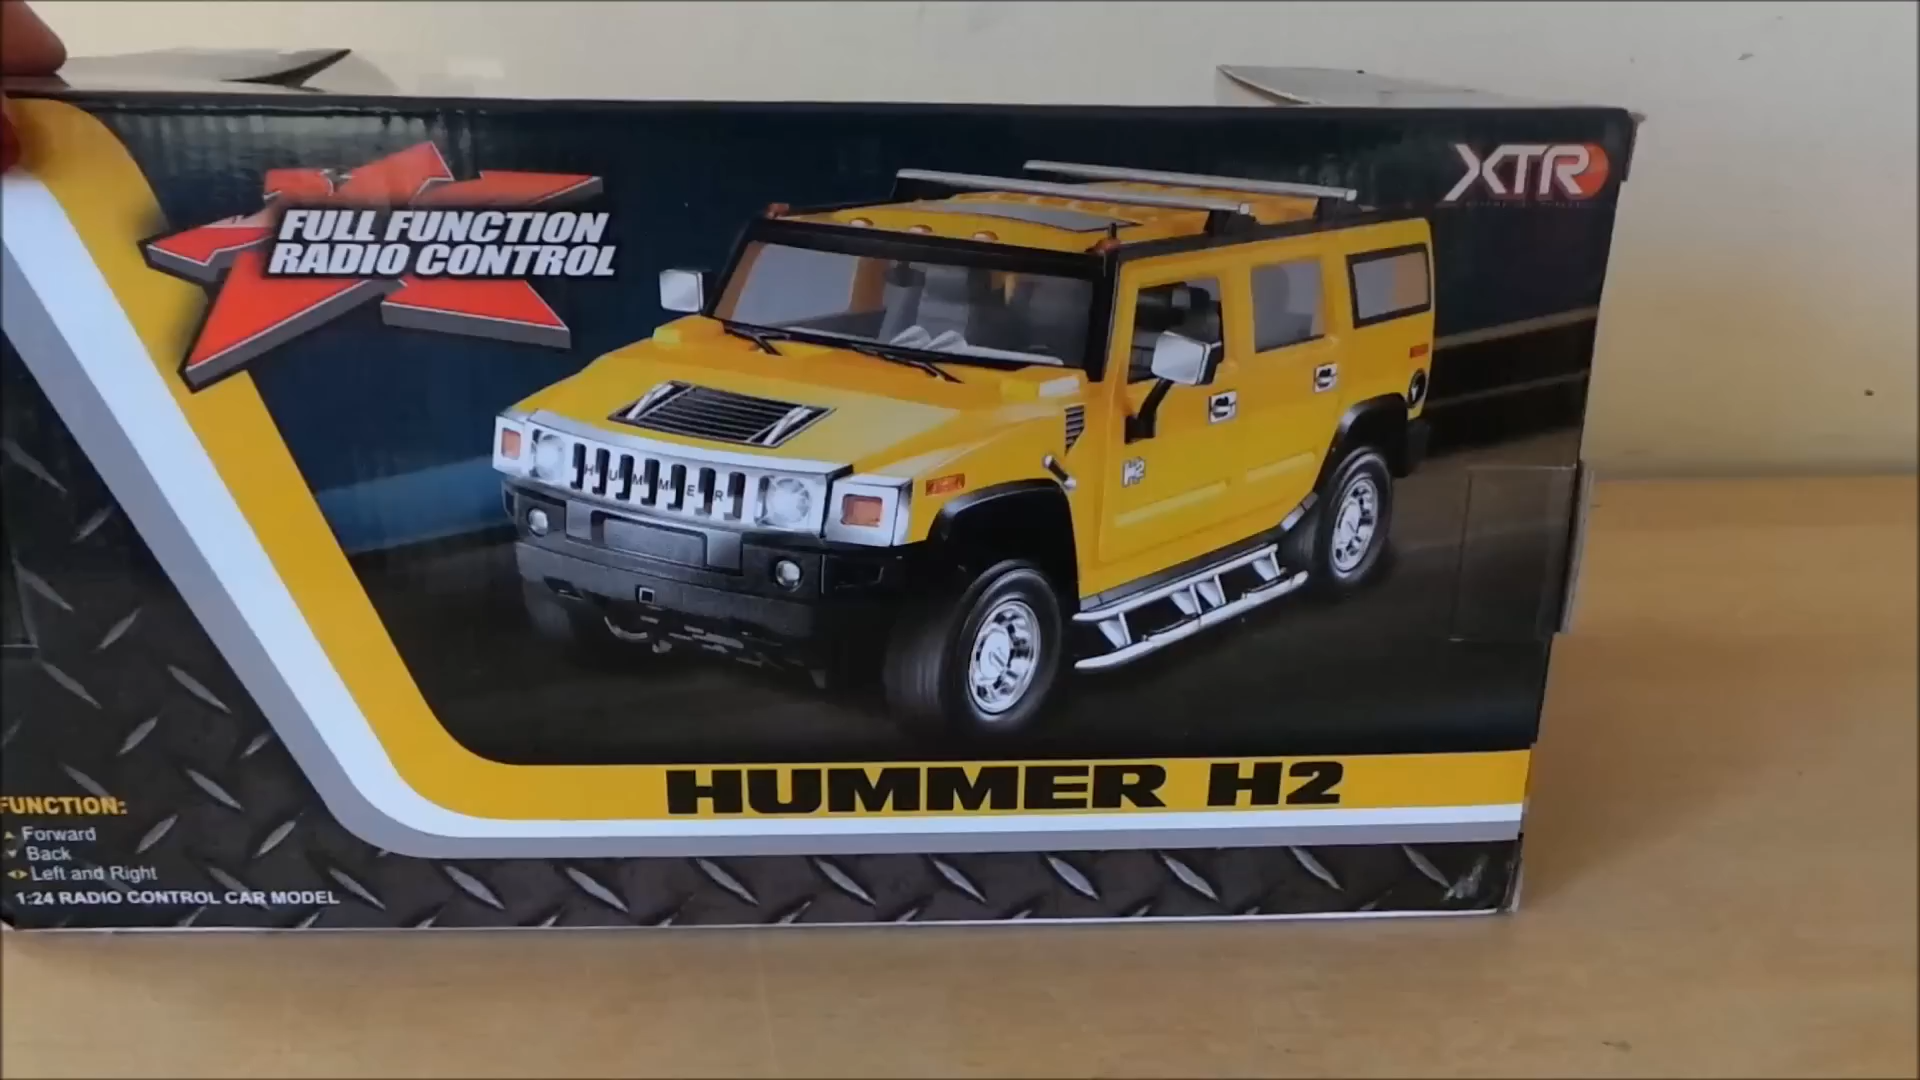 XTR
FULL FUNCTION
RADIO CONTROL
HUMMER
H2
HUMMER H2
FUNCTION:
Forward
Back
Left and Right
1:24 RADIO CONTROL CAR MODEL